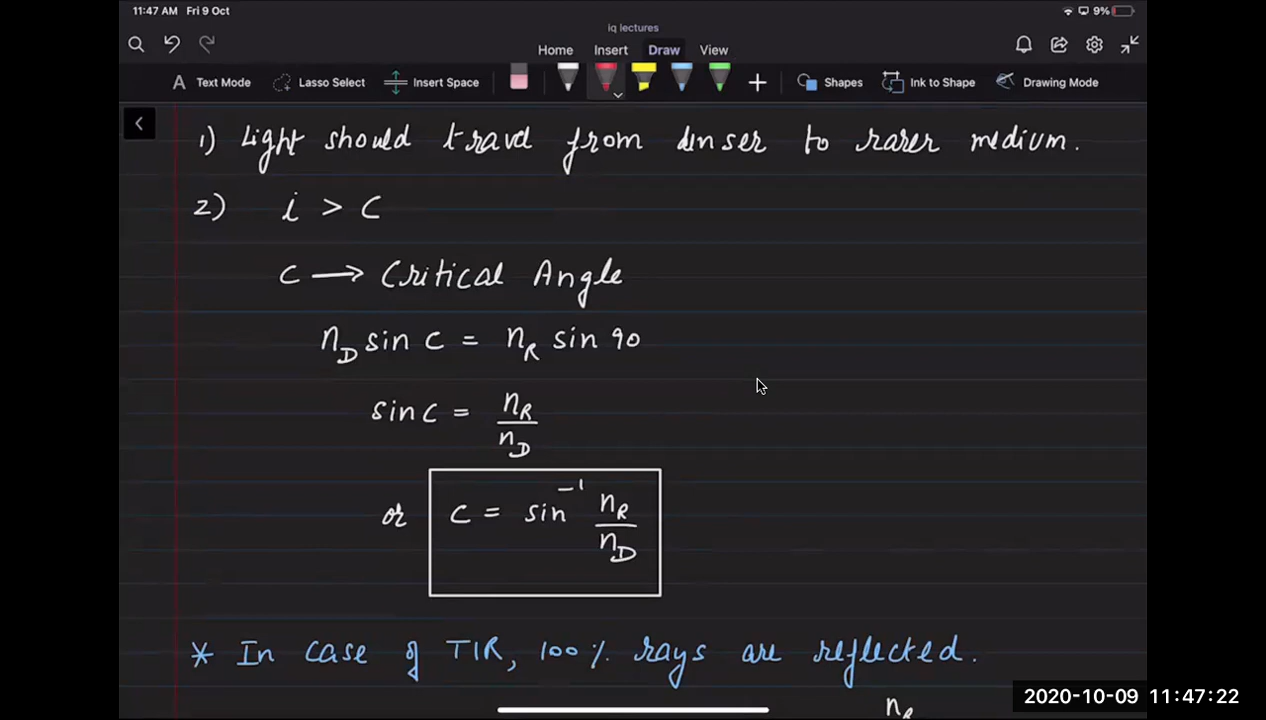 11:47 AM Fri 9 Oct
9%
iq lectures
Home Insert Draw View
Text Mode Lasso Select Insert Space Shapes Ink to Shape Drawing Mode
1) Light should travel from denser to rarer medium.
2) i > C
C → Critical Angle
n_D sin C = n_R sin 90
sin C = n_R / n_D
or C = sin⁻¹ n_R / n_D
* In case of TIR, 100% rays are reflected.
n_R
2020-10-09 11:47:22